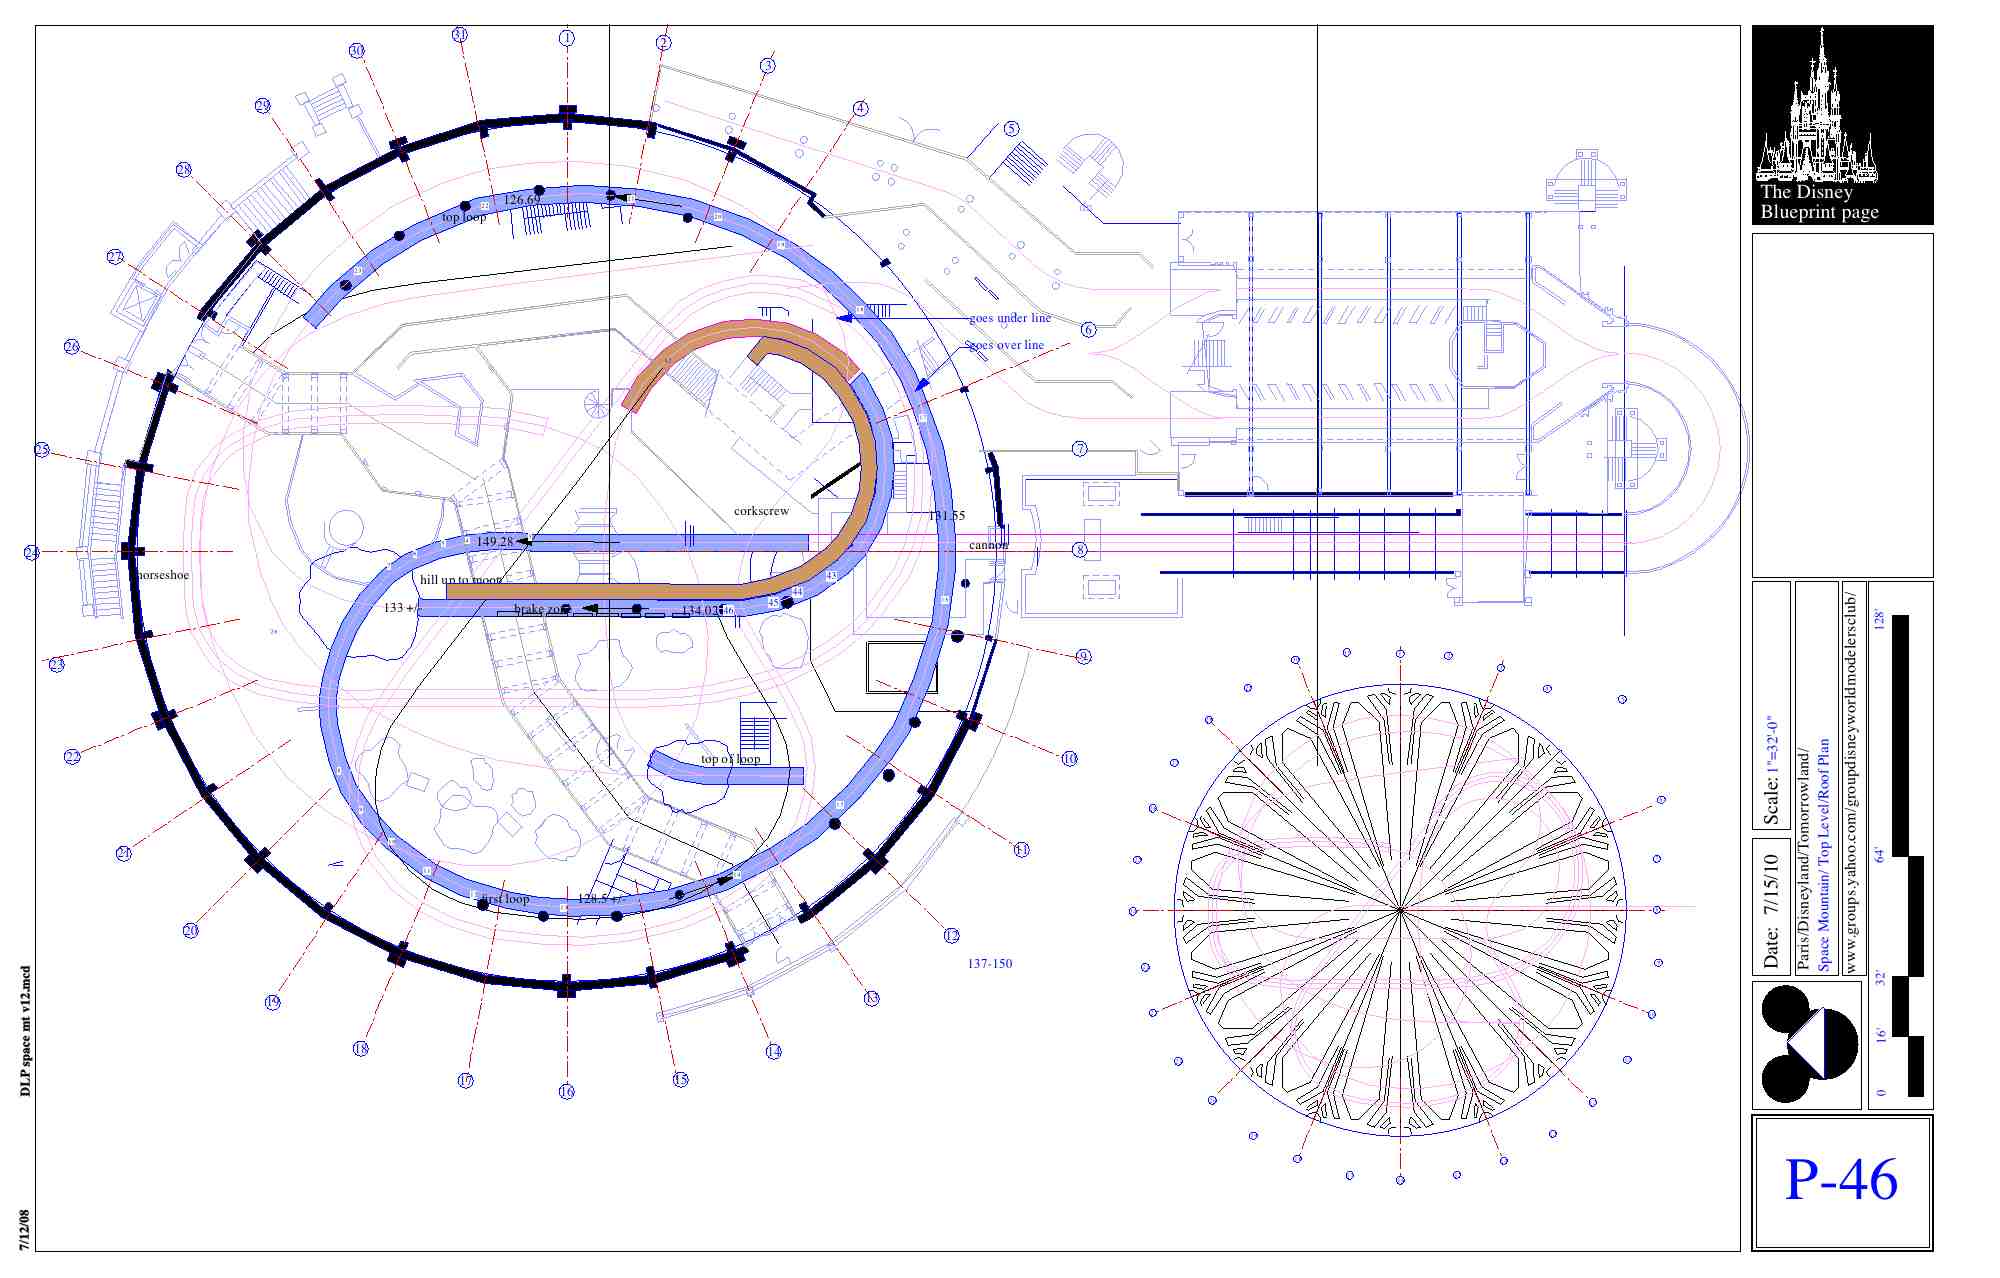 31
1
2
30
3
29
4
5
28
27
26
25
24
23
22
21
20
19
18
17
16
15
14
13
12
11
10
9
8
7
6
126.69
top loop
goes under line
goes over line
corkscrew
131.55
149.28
cannon
horseshoe
hill up to moon
133 +/-
brake zone
134.02
46
45
44
43
top of loop
first loop
128.5 +/-
137-150
The Disney
Blueprint page
Scale: 1"=32'-0"
Date: 7/15/10
Paris/Disneyland/Tomorrowland/
Space Mountain/ Top Level/Roof Plan
www.groups.yahoo.com/groupdisneyworldmodelersclub/
128'
64'
32'
16'
0
P-46
DLP space mt v12.mcd
7/12/08